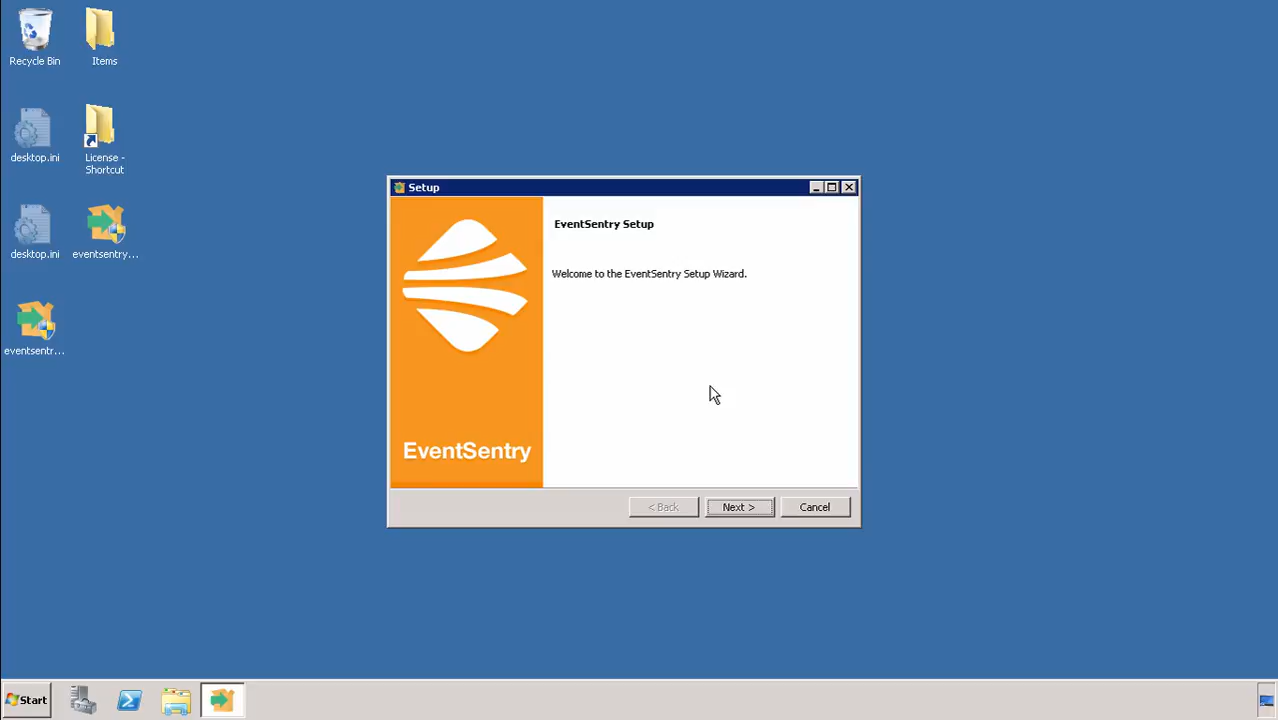 Recycle Bin
Items
desktop.ini
License -
Shortcut
desktop.ini
eventsentry...
eventsentr...
Setup
EventSentry Setup
Welcome to the EventSentry Setup Wizard.
EventSentry
< Back
Next >
Cancel
Start